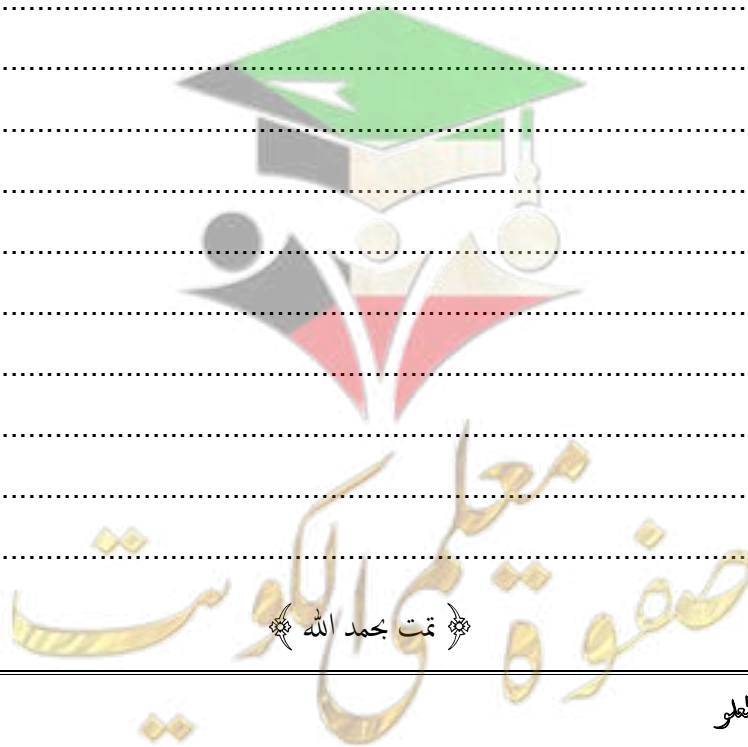 صفوة معلمي الكويت
﴿ تمت بحمد الله ﴾